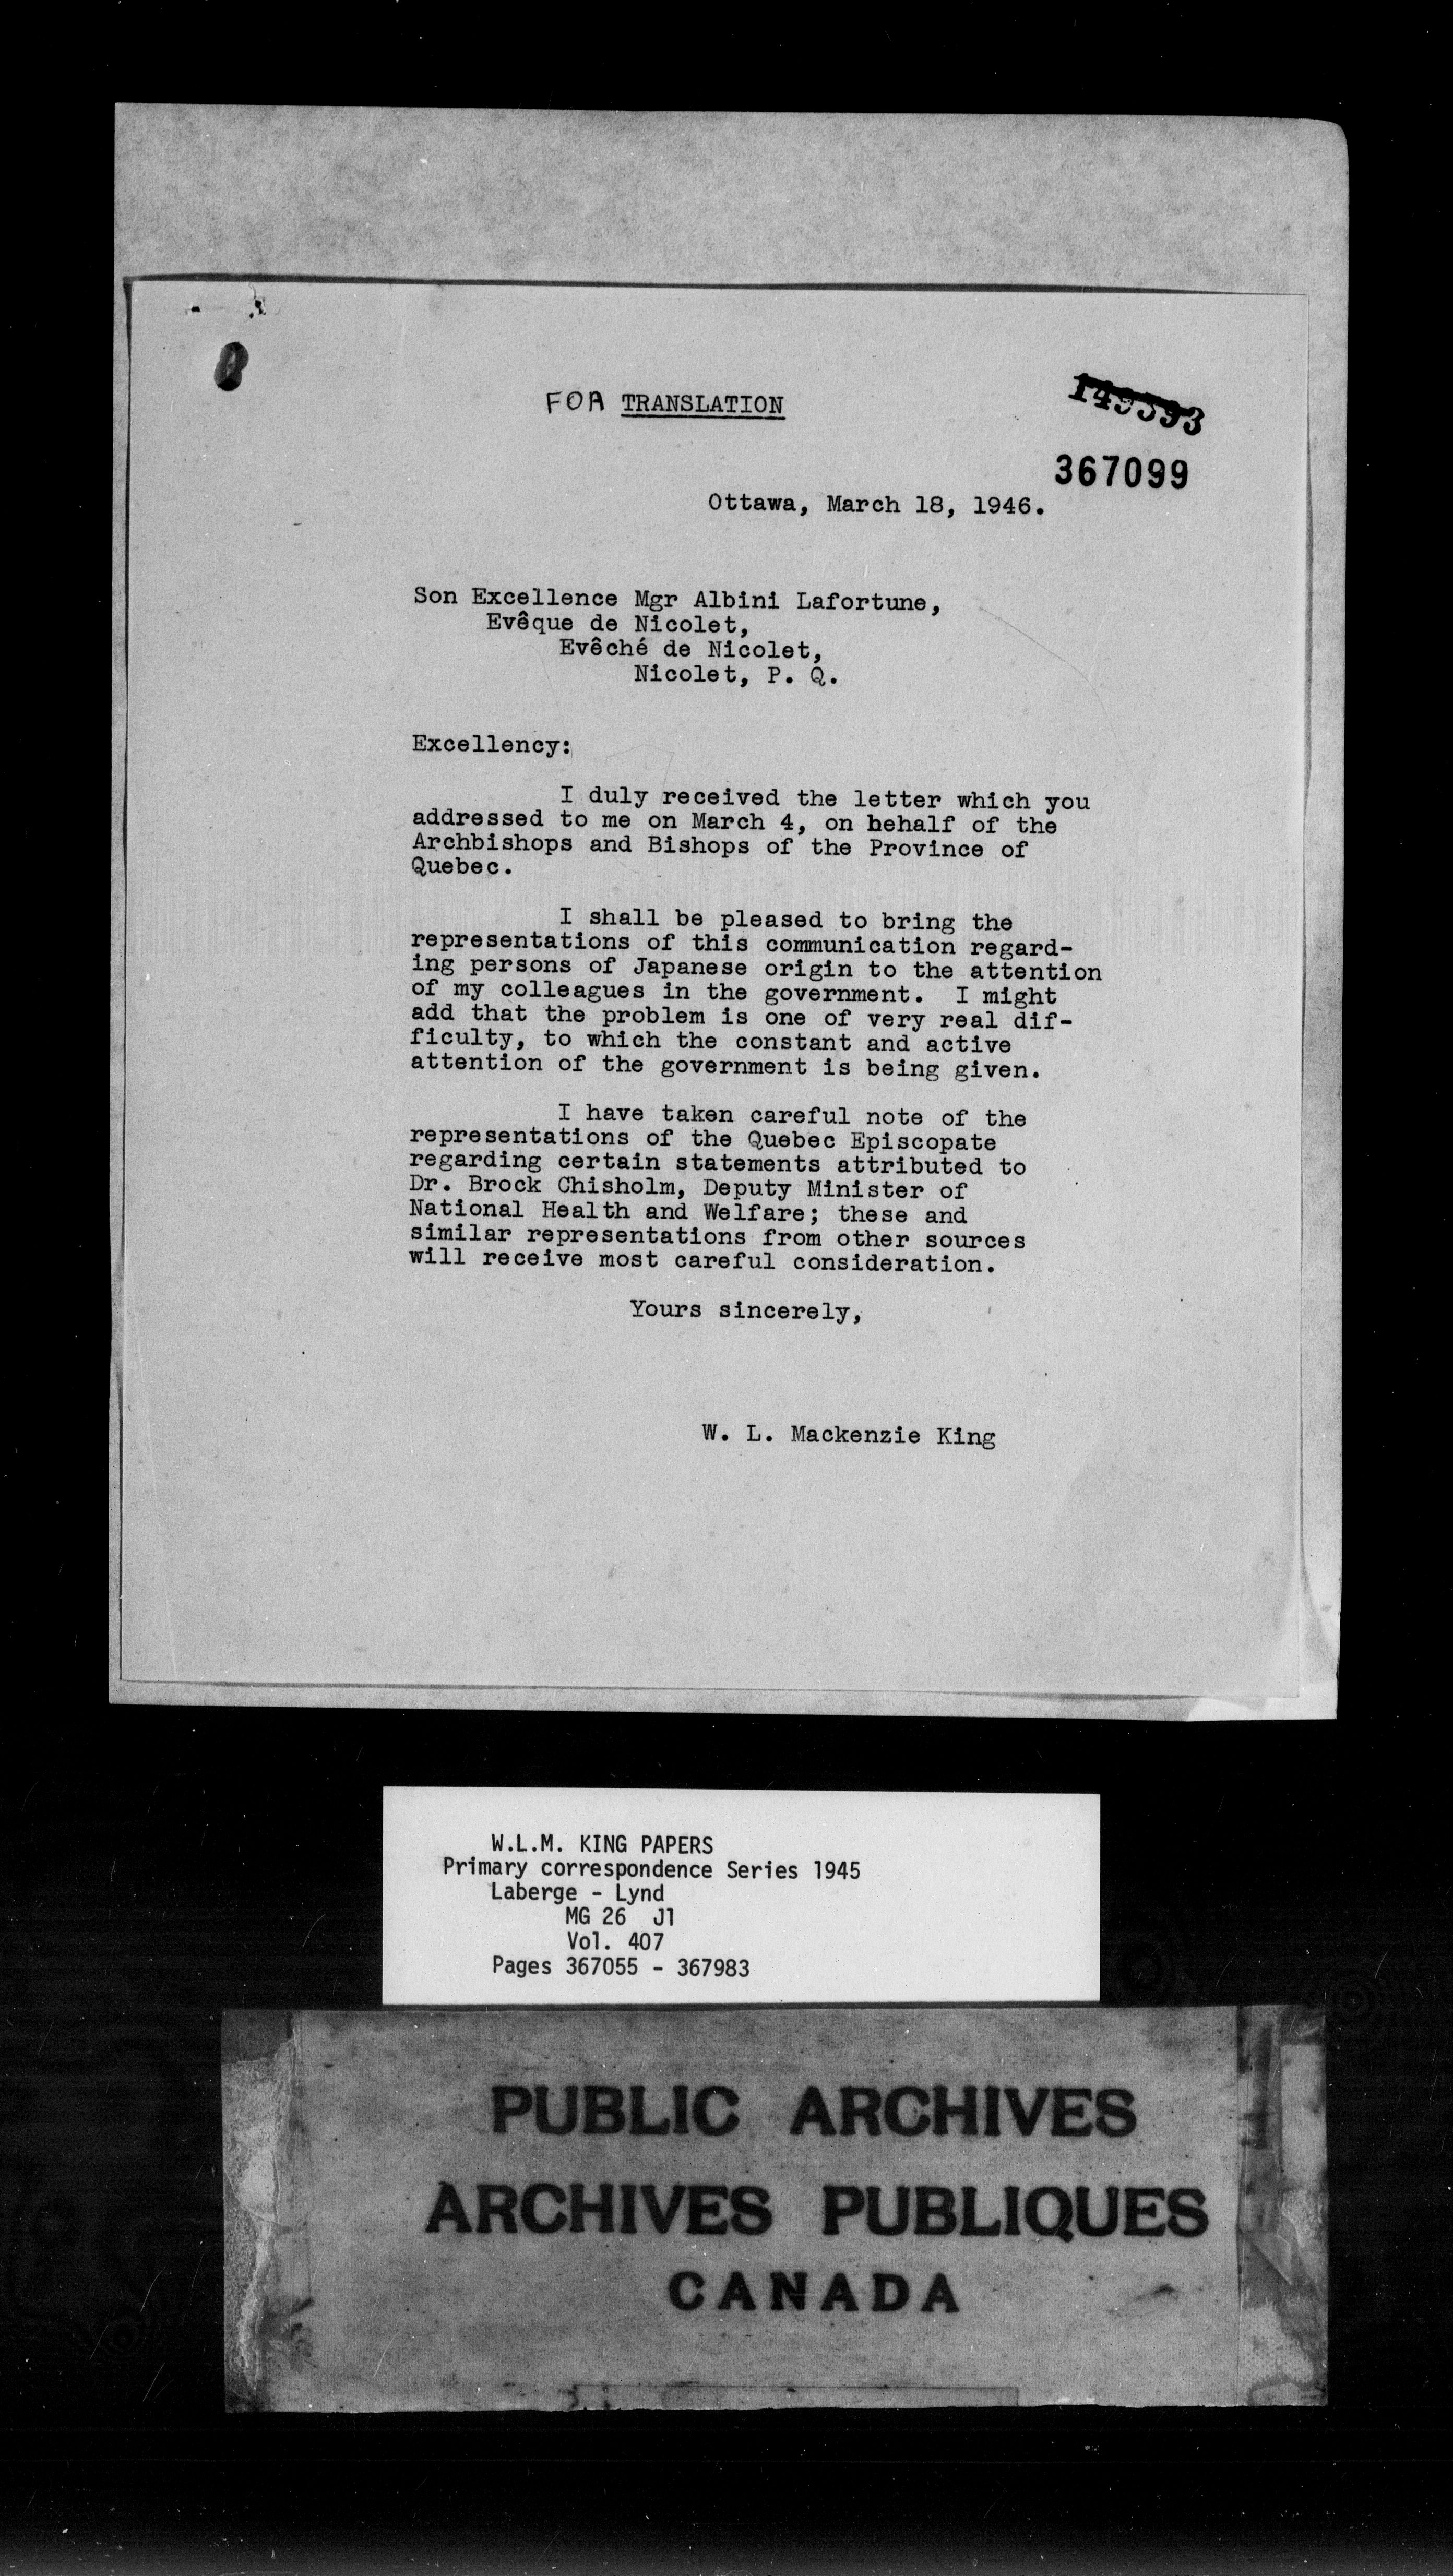 FOR TRANSLATION
149593
367099
Ottawa, March 18, 1946.
Son Excellence Mgr Albini Lafortune,
Evêque de Nicolet,
Evêché de Nicolet,
Nicolet, P. Q.
Excellency:
I duly received the letter which you
addressed to me on March 4, on behalf of the
Archbishops and Bishops of the Province of
Quebec.
I shall be pleased to bring the
representations of this communication regard-
ing persons of Japanese origin to the attention
of my colleagues in the government. I might
add that the problem is one of very real dif-
ficulty, to which the constant and active
attention of the government is being given.
I have taken careful note of the
representations of the Quebec Episcopate
regarding certain statements attributed to
Dr. Brock Chisholm, Deputy Minister of
National Health and Welfare; these and
similar representations from other sources
will receive most careful consideration.
Yours sincerely,
W. L. Mackenzie King
W.L.M. KING PAPERS
Primary correspondence Series 1945
Laberge - Lynd
MG 26 J1
Vol. 407
Pages 367055 - 367983
PUBLIC ARCHIVES
ARCHIVES PUBLIQUES
CANADA